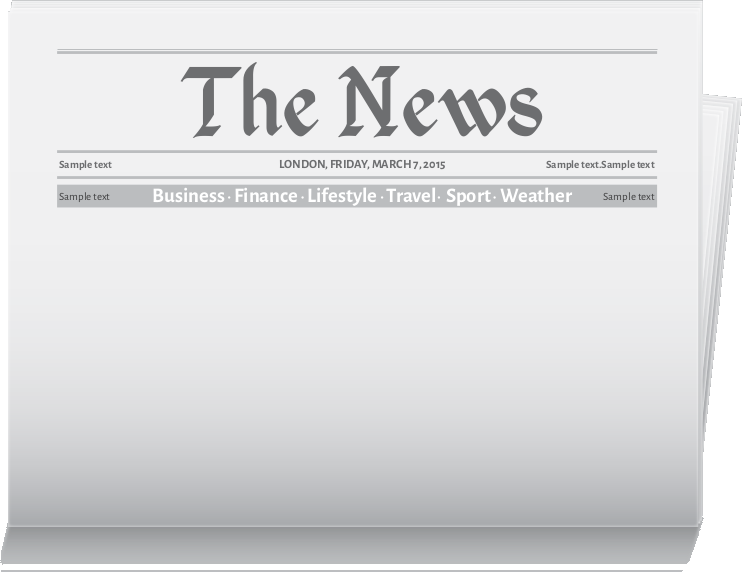 The News
Sample text LONDON, FRIDAY, MARCH 7, 2015 Sample text.Sample text
Sample text Business · Finance · Lifestyle · Travel · Sport · Weather Sample text